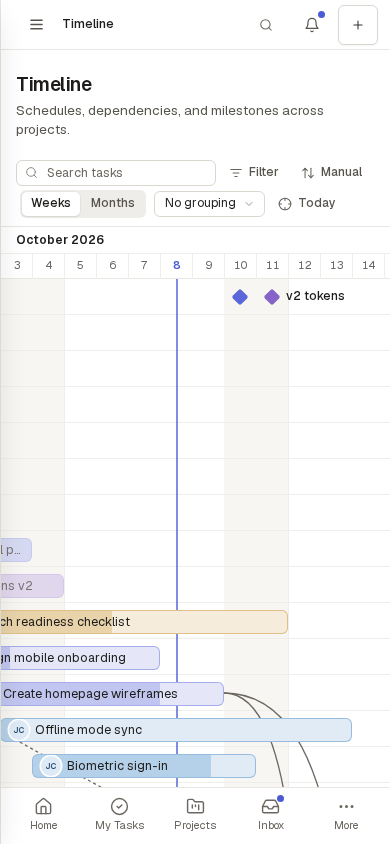 Timeline
Timeline
Schedules, dependencies, and milestones across
projects.
Search tasks
Filter
Manual
Weeks
Months
No grouping
Today
October 2026
3 4 5 6 7 8 9 10 11 12 13 14
v2 tokens
l p…
ns v2
ch readiness checklist
gn mobile onboarding
Create homepage wireframes
JC Offline mode sync
JC Biometric sign-in
Home
My Tasks
Projects
Inbox
More